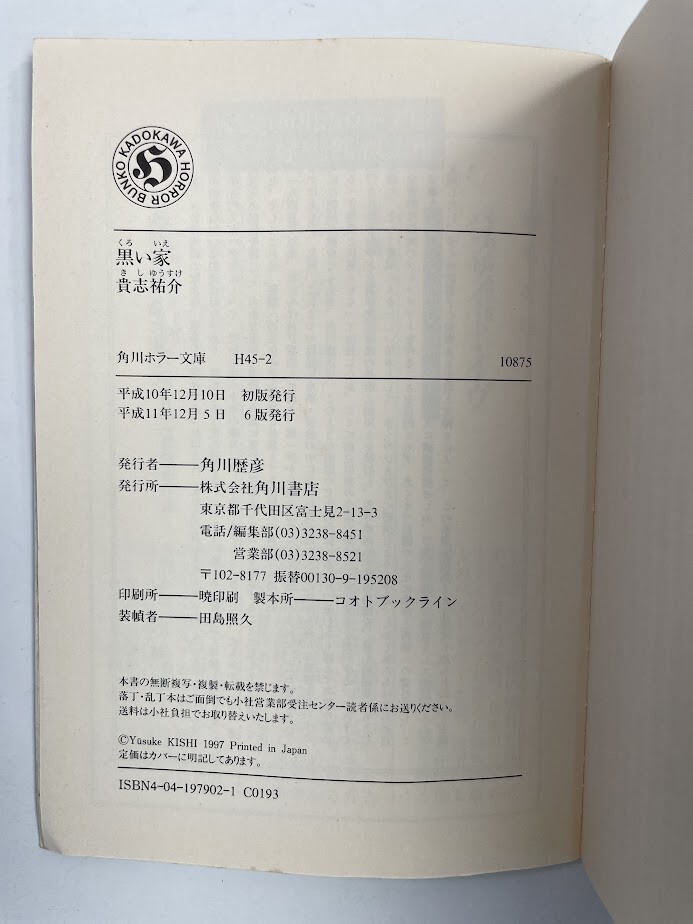 KADOKAWA HORROR BUNKO
H
くろ いえ
黒い家
き し ゆうすけ
貴志祐介
角川ホラー文庫 H45-2 10875
平成10年12月10日 初版発行
平成11年12月5日 6版発行
発行者——角川歴彦
発行所——株式会社角川書店
東京都千代田区富士見2-13-3
電話/編集部(03)3238-8451
営業部(03)3238-8521
〒102-8177 振替00130-9-195208
印刷所——暁印刷 製本所——コオトブックライン
装幀者——田島照久
本書の無断複写・複製・転載を禁じます。
落丁・乱丁本はご面倒でも小社営業部受注センター読者係にお送りください。
送料は小社負担でお取り替えいたします。
©Yūsuke KISHI 1997 Printed in Japan
定価はカバーに明記してあります。
ISBN4-04-197902-1 C0193